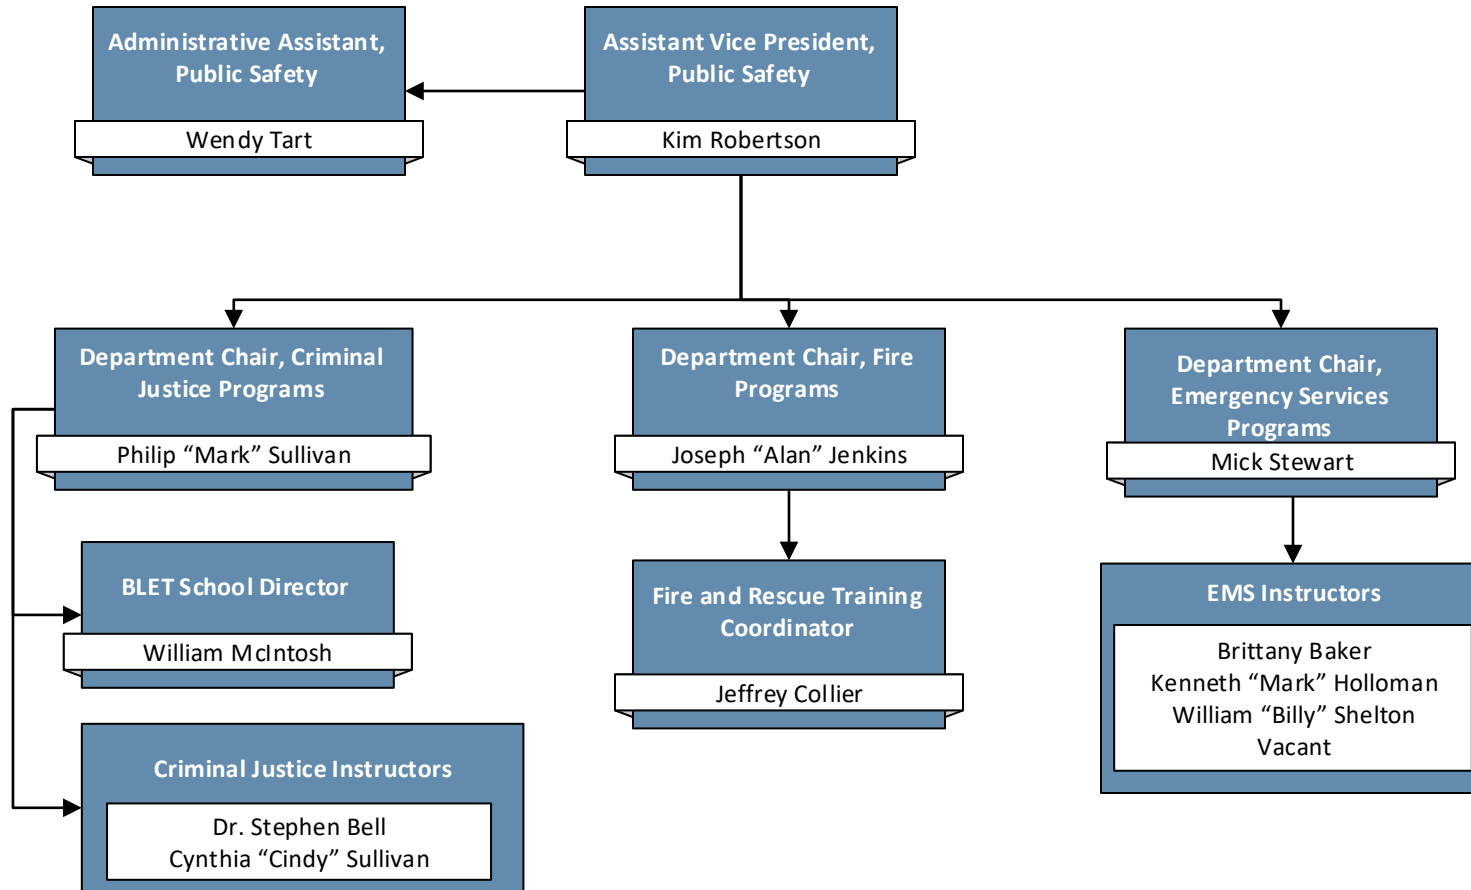 Administrative Assistant,
Public Safety
Wendy Tart
Assistant Vice President,
Public Safety
Kim Robertson
Department Chair, Criminal
Justice Programs
Philip “Mark” Sullivan
Department Chair, Fire
Programs
Joseph “Alan” Jenkins
Department Chair,
Emergency Services
Programs
Mick Stewart
BLET School Director
William McIntosh
Fire and Rescue Training
Coordinator
Jeffrey Collier
EMS Instructors
Brittany Baker
Kenneth “Mark” Holloman
William “Billy” Shelton
Vacant
Criminal Justice Instructors
Dr. Stephen Bell
Cynthia “Cindy” Sullivan